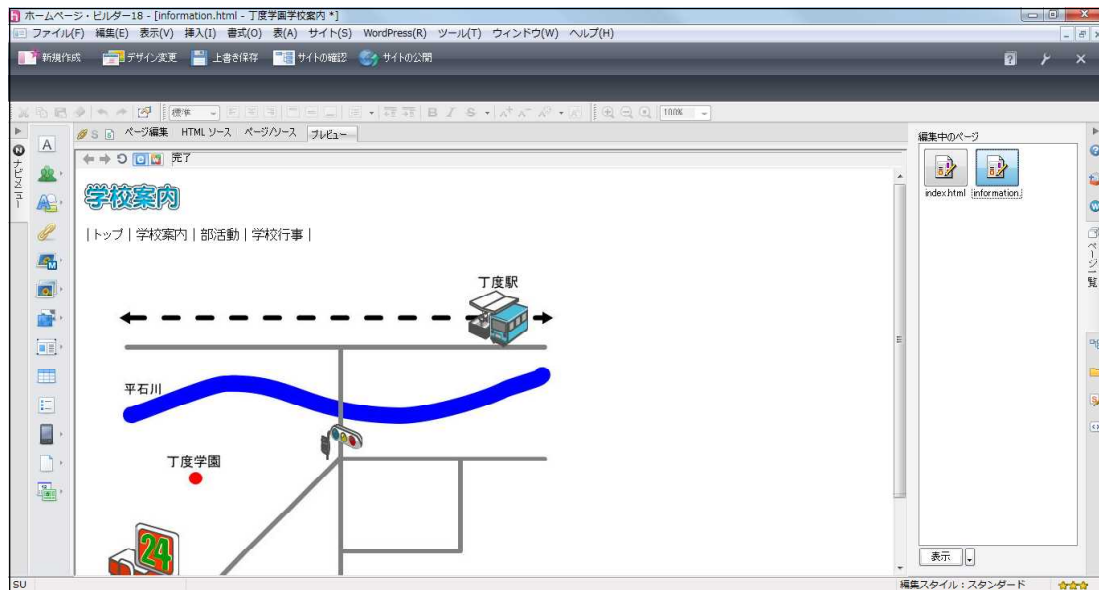 ホームページ・ビルダー18 - [information.html - 丁度学園学校案内 *]
ファイル(F) 編集(E) 表示(V) 挿入(I) 書式(O) 表(A) サイト(S) WordPress(R) ツール(T) ウィンドウ(W) ヘルプ(H)
新規作成 デザイン変更 上書き保存 サイトの確認 サイトの公開
標準 B I S 100%
ページ編集 HTML ソース ページ/ソース プレビュー
編集中のページ
ナビメニュー
完了
index.html information.
学校案内
|トップ | 学校案内 | 部活動 | 学校行事 |
ページ一覧
丁度駅
平石川
丁度学園
24
表示
SU
編集スタイル：スタンダード